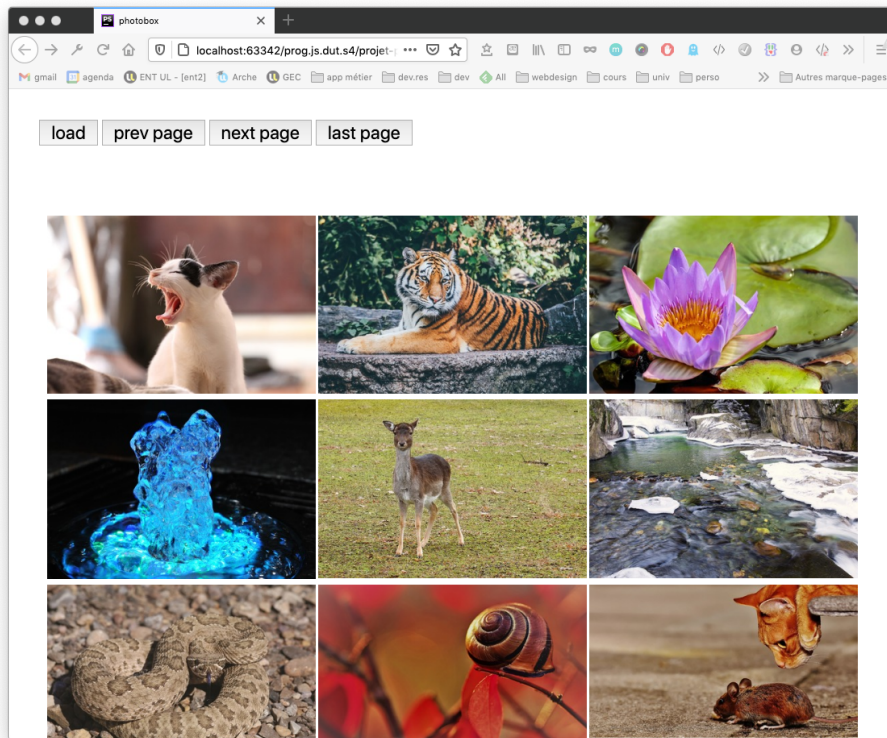 PS photobox
localhost:63342/prog.js.dut.s4/projet-
gmail agenda ENT UL - [ent2] Arche GEC app métier dev.res dev All webdesign cours univ perso Autres marque-pages
load prev page next page last page